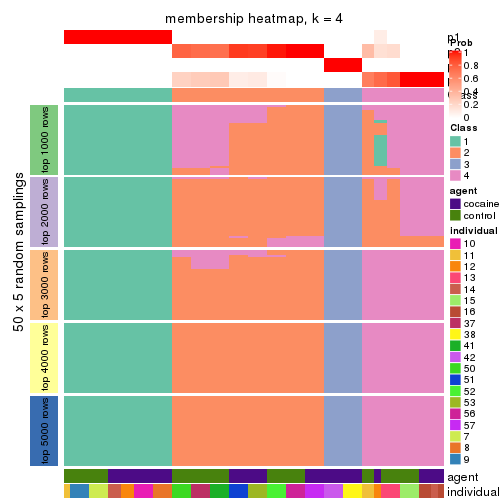 membership heatmap, k = 4
50 x 5 random samplings
top 1000 rows
top 2000 rows
top 3000 rows
top 4000 rows
top 5000 rows
p1
Prob
1
0.8
0.6
0.4
0.2
0
Class
1
2
3
4
agent
cocaine
control
individual
10
11
12
13
14
15
16
37
38
41
42
50
51
52
53
56
57
7
8
9
agent
individual